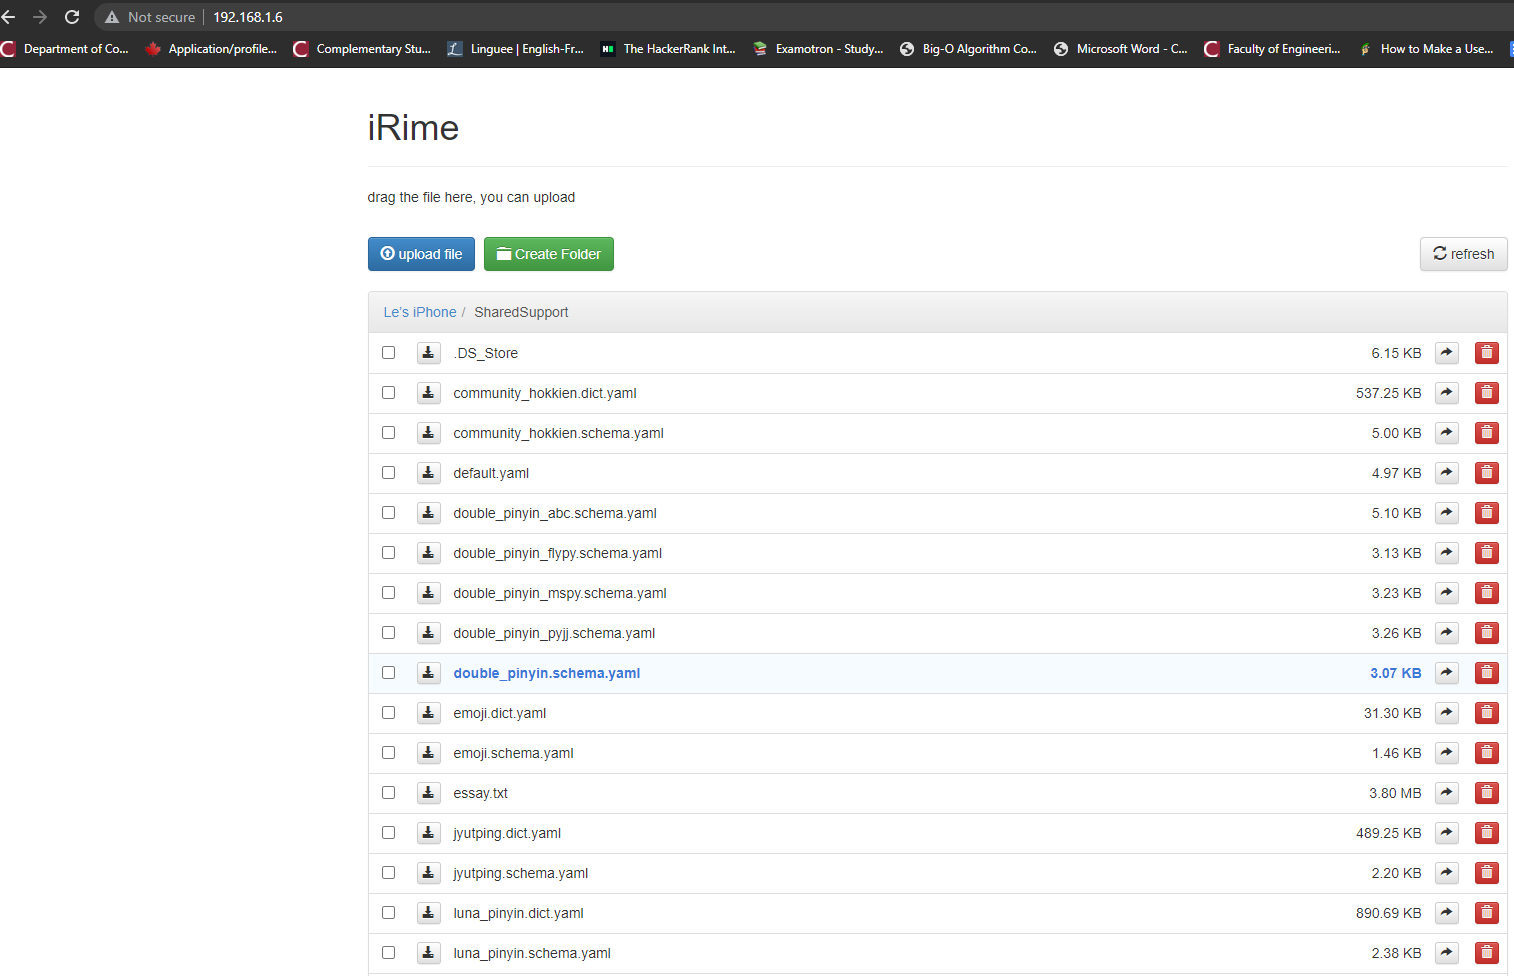 Not secure 192.168.1.6
Department of Co... Application/profile... Complementary Stu... Linguee | English-Fr... The HackerRank Int... Examotron - Study... Big-O Algorithm Co... Microsoft Word - C... Faculty of Engineeri... How to Make a Use...
iRime
drag the file here, you can upload
upload file Create Folder refresh
Le's iPhone / SharedSupport
.DS_Store 6.15 KB
community_hokkien.dict.yaml 537.25 KB
community_hokkien.schema.yaml 5.00 KB
default.yaml 4.97 KB
double_pinyin_abc.schema.yaml 5.10 KB
double_pinyin_flypy.schema.yaml 3.13 KB
double_pinyin_mspy.schema.yaml 3.23 KB
double_pinyin_pyjj.schema.yaml 3.26 KB
double_pinyin.schema.yaml 3.07 KB
emoji.dict.yaml 31.30 KB
emoji.schema.yaml 1.46 KB
essay.txt 3.80 MB
jyutping.dict.yaml 489.25 KB
jyutping.schema.yaml 2.20 KB
luna_pinyin.dict.yaml 890.69 KB
luna_pinyin.schema.yaml 2.38 KB